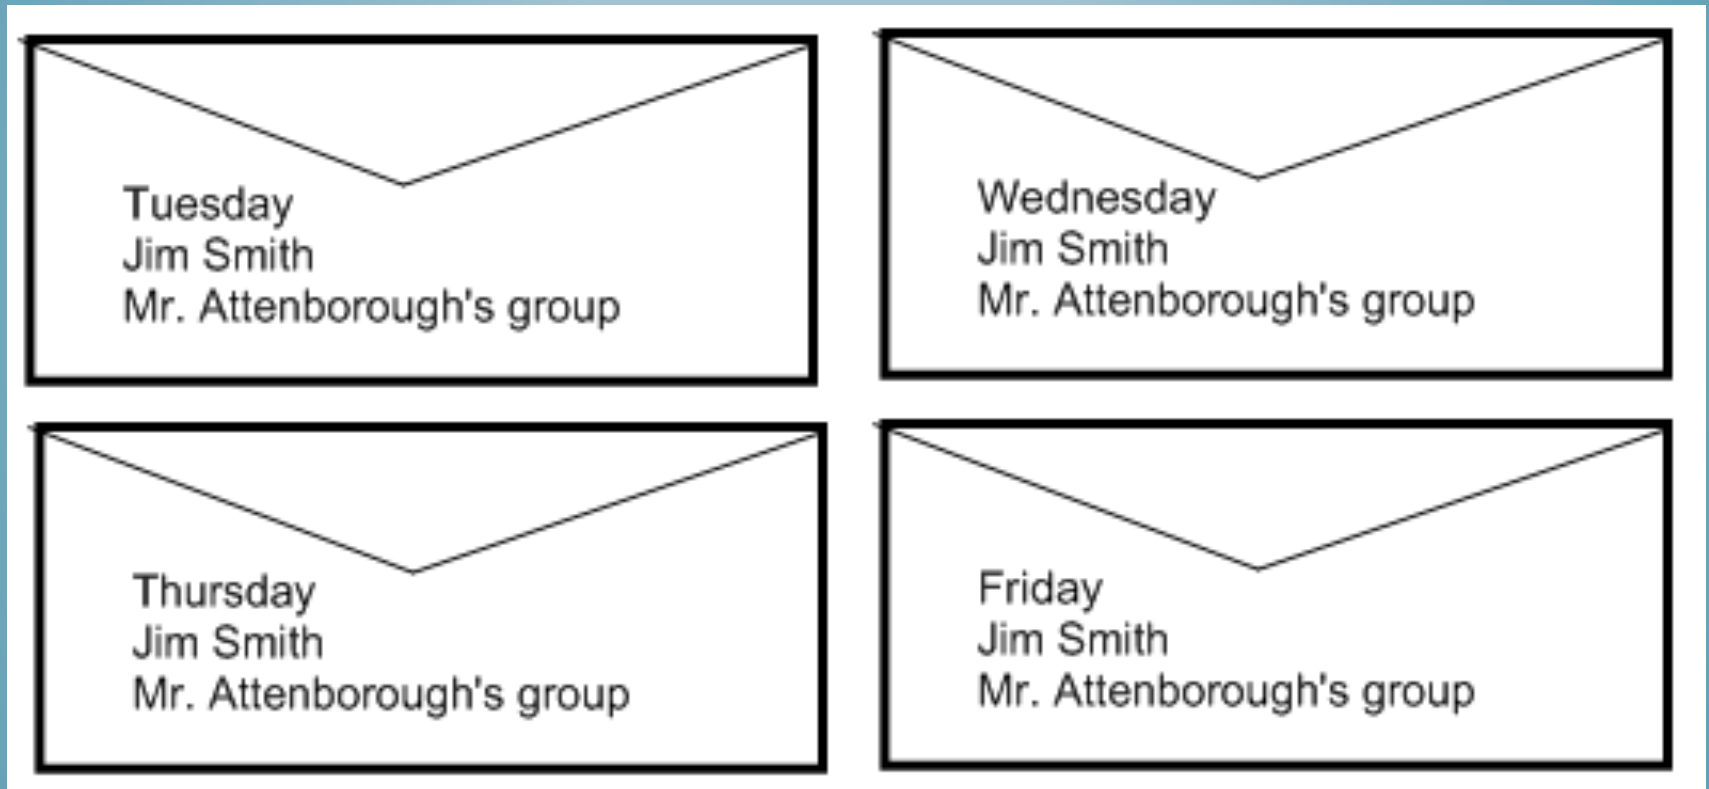 Tuesday
Jim Smith
Mr. Attenborough's group
Wednesday
Jim Smith
Mr. Attenborough's group
Thursday
Jim Smith
Mr. Attenborough's group
Friday
Jim Smith
Mr. Attenborough's group